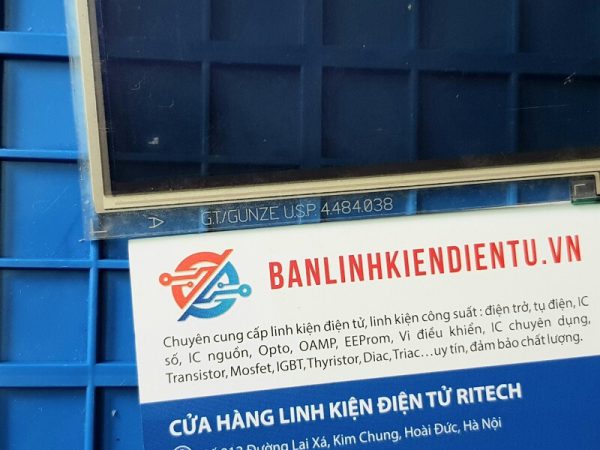 A G.T/GUNZE U.S.P. 4.484.038
BANLINHKIENDIENTU.VN
Chuyên cung cấp linh kiện điện tử, linh kiện công suất : điện trở, tụ điện, IC
số, IC nguồn, Opto, OAMP, EEProm, Vi điều khiển, IC chuyên dụng,
Transistor, Mosfet, IGBT, Thyristor, Diac, Triac…uy tín, đảm bảo chất lượng.
CỬA HÀNG LINH KIỆN ĐIỆN TỬ RITECH
Đường Lai Xá, Kim Chung, Hoài Đức, Hà Nội